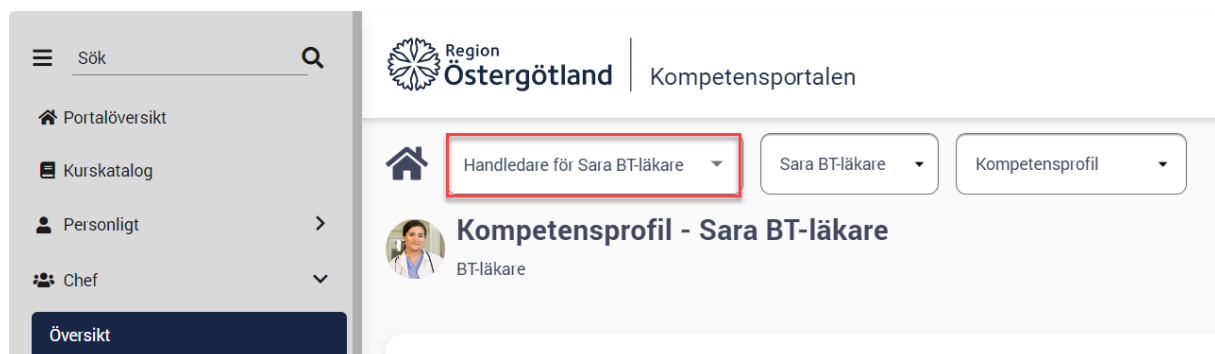 Sök
Portalöversikt
Kurskatalog
Personligt
Chef
Översikt
Region
Östergötland
Kompetensportalen
Handledare för Sara BT-läkare
Sara BT-läkare
Kompetensprofil
Kompetensprofil - Sara BT-läkare
BT-läkare